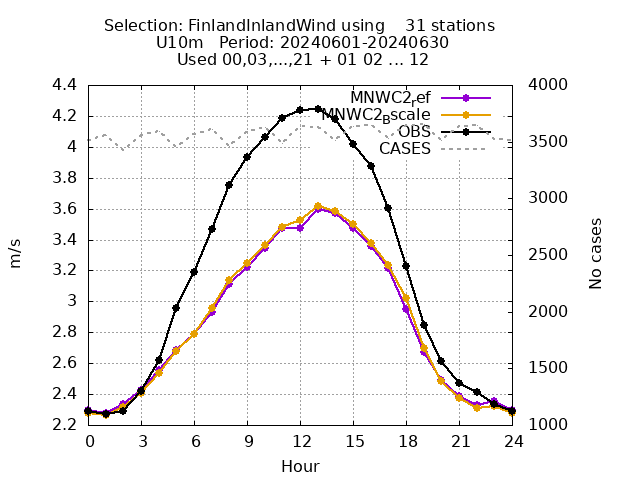 Selection: FinlandInlandWind using    31 stations
U10m   Period: 20240601-20240630
Used 00,03,...,21 + 01 02 ... 12
4.4
4.2
4
3.8
3.6
3.4
3.2
3
2.8
2.6
2.4
2.2
m/s
MNWC2ref
MNWC2Bscale
OBS
CASES
4000
3500
3000
2500
2000
1500
1000
No cases
0 3 6 9 12 15 18 21 24
Hour